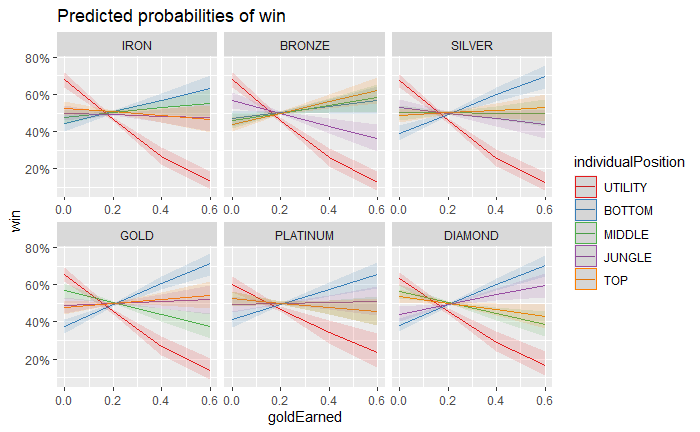 Predicted probabilities of win
IRON BRONZE SILVER
80%
60%
40%
20%
0.0 0.2 0.4 0.6 0.0 0.2 0.4 0.6 0.0 0.2 0.4 0.6
GOLD PLATINUM DIAMOND
80%
60%
40%
20%
0.0 0.2 0.4 0.6 0.0 0.2 0.4 0.6 0.0 0.2 0.4 0.6
win
goldEarned
individualPosition
UTILITY
BOTTOM
MIDDLE
JUNGLE
TOP